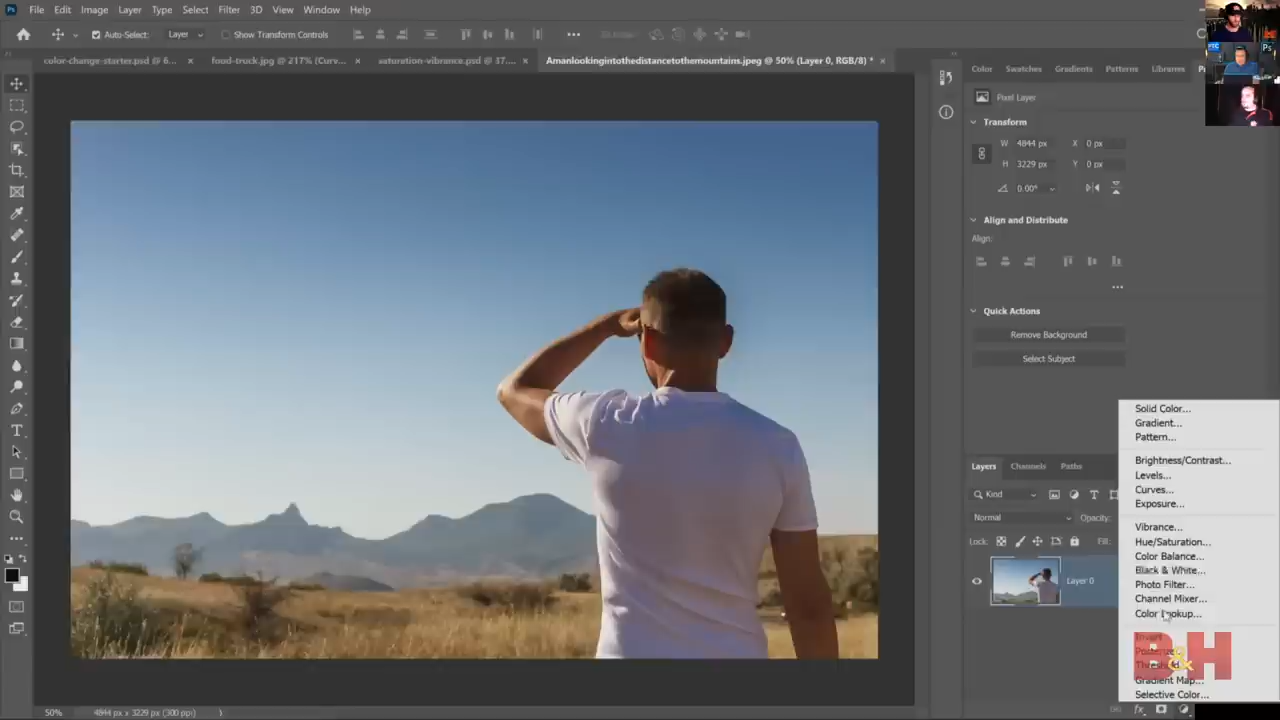 Ps File Edit Image Layer Type Select Filter 3D View Window Help
Auto-Select: Layer Show Transform Controls
color-change-starter.psd @ 6... × food-truck.jpg @ 217% (Curv... × saturation-vibrance.psd @ 37.... × Amanlookingintothedistancetothemountains.jpeg @ 50% (Layer 0, RGB/8) * ×
Color Swatches Gradients Patterns Libraries
Pixel Layer
Transform
W 4844 px X 0 px
H 3229 px Y 0 px
0.00°
Align and Distribute
Align:
Quick Actions
Remove Background
Select Subject
Solid Color...
Gradient...
Pattern...
Brightness/Contrast...
Levels...
Curves...
Exposure...
Vibrance...
Hue/Saturation...
Color Balance...
Black & White...
Photo Filter...
Channel Mixer...
Color Lookup...
Invert
Posterize...
Threshold...
Gradient Map...
Selective Color...
Layers Channels Paths
Kind
Normal Opacity:
Lock: Fill:
Layer 0
B&H
50% 4844 px x 3229 px (300 ppi)